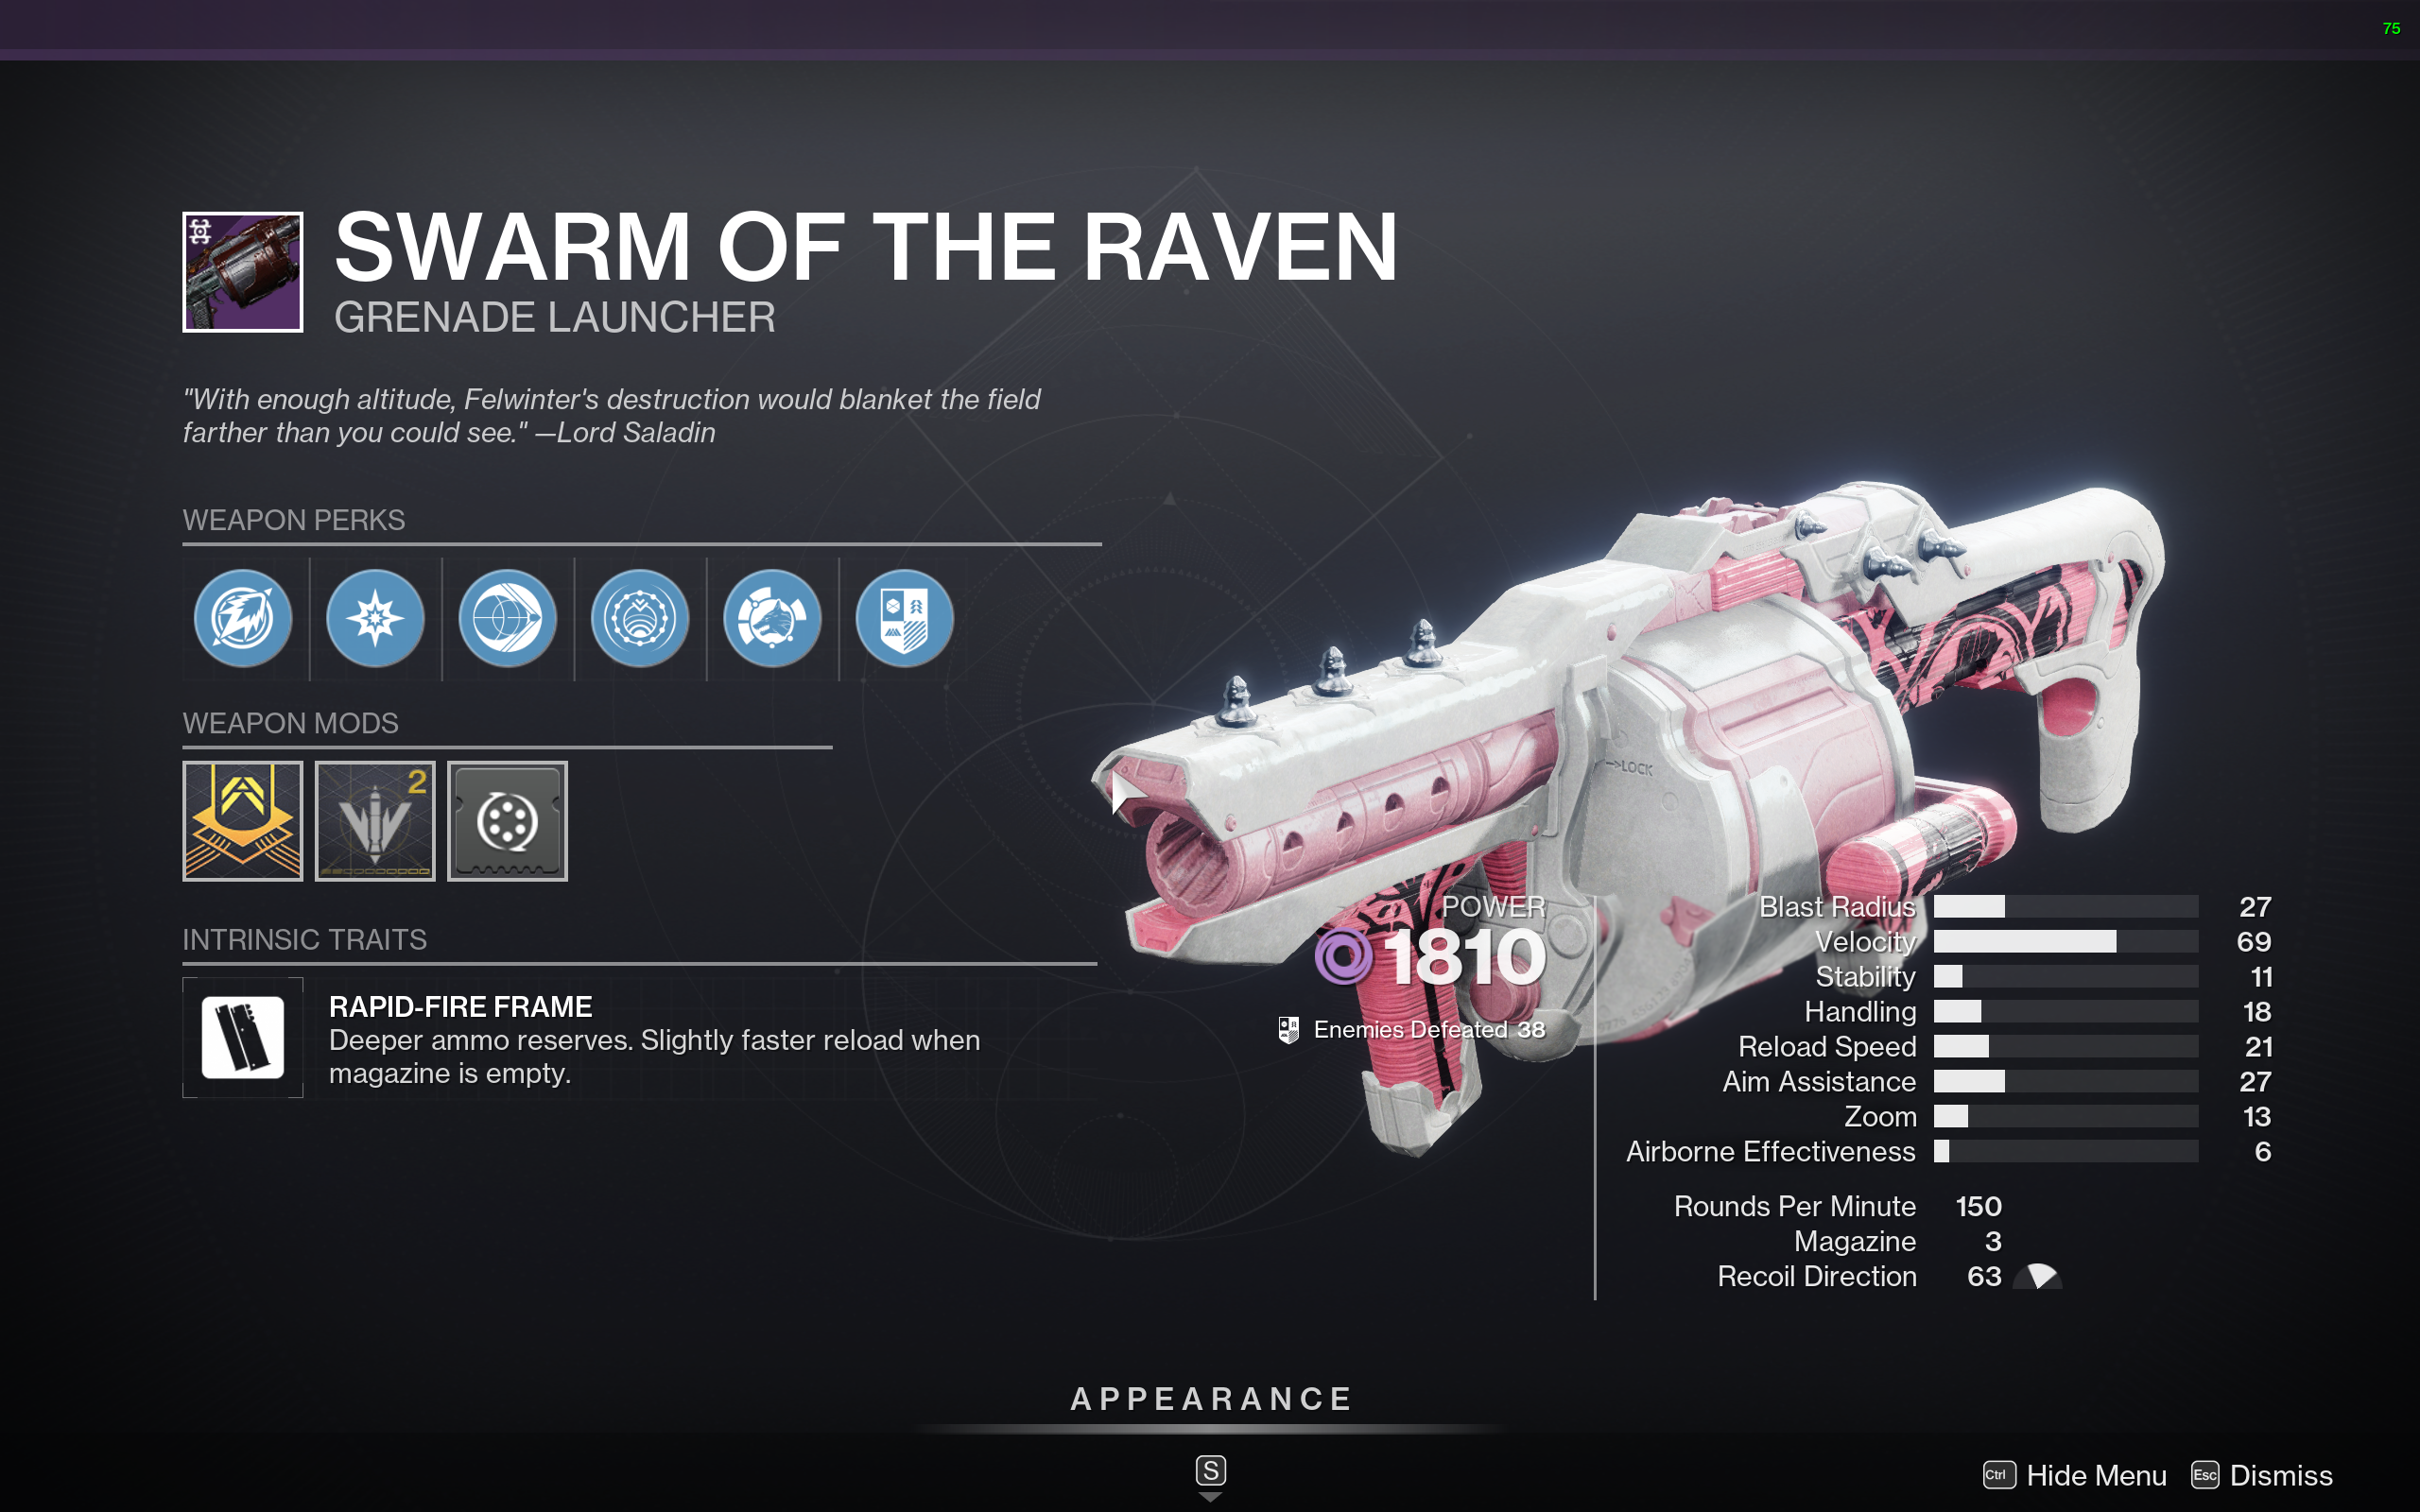 75
SWARM OF THE RAVEN
GRENADE LAUNCHER
"With enough altitude, Felwinter's destruction would blanket the field
farther than you could see." —Lord Saladin
WEAPON PERKS
WEAPON MODS
2
INTRINSIC TRAITS
RAPID-FIRE FRAME
Deeper ammo reserves. Slightly faster reload when
magazine is empty.
LOCK
POWER
1810
Enemies Defeated 38
Blast Radius 27
Velocity 69
Stability 11
Handling 18
Reload Speed 21
Aim Assistance 27
Zoom 13
Airborne Effectiveness 6
Rounds Per Minute 150
Magazine 3
Recoil Direction 63
APPEARANCE
S
Ctrl Hide Menu Esc Dismiss